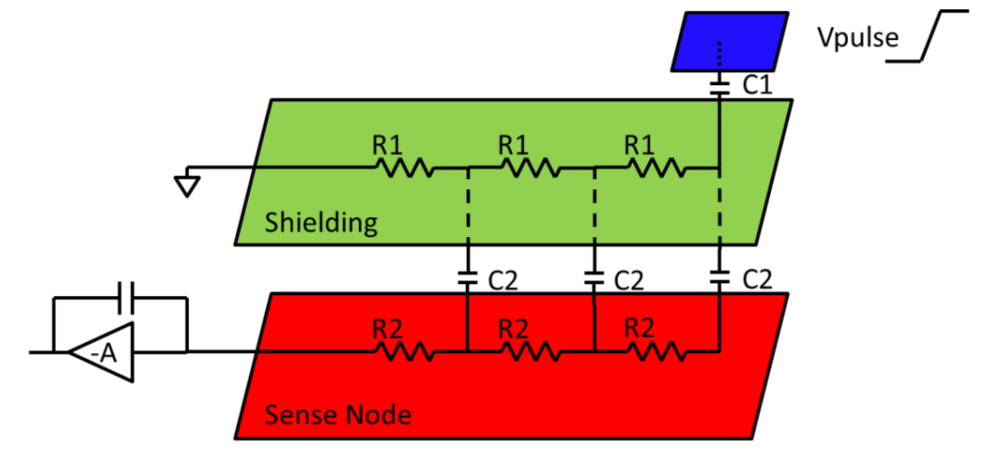 Vpulse
C1
R1 R1 R1
Shielding
C2 C2 C2
R2 R2 R2
-A
Sense Node